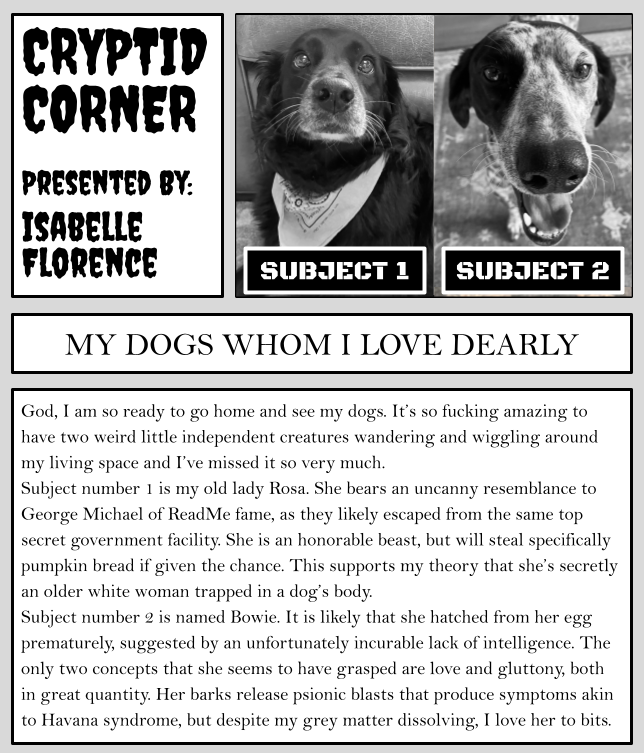 CRYPTID
CORNER
PRESENTED BY:
ISABELLE
FLORENCE
SUBJECT 1
SUBJECT 2
MY DOGS WHOM I LOVE DEARLY
God, I am so ready to go home and see my dogs. It’s so fucking amazing to
have two weird little independent creatures wandering and wiggling around
my living space and I’ve missed it so very much.
Subject number 1 is my old lady Rosa. She bears an uncanny resemblance to
George Michael of ReadMe fame, as they likely escaped from the same top
secret government facility. She is an honorable beast, but will steal specifically
pumpkin bread if given the chance. This supports my theory that she’s secretly
an older white woman trapped in a dog’s body.
Subject number 2 is named Bowie. It is likely that she hatched from her egg
prematurely, suggested by an unfortunately incurable lack of intelligence. The
only two concepts that she seems to have grasped are love and gluttony, both
in great quantity. Her barks release psionic blasts that produce symptoms akin
to Havana syndrome, but despite my grey matter dissolving, I love her to bits.